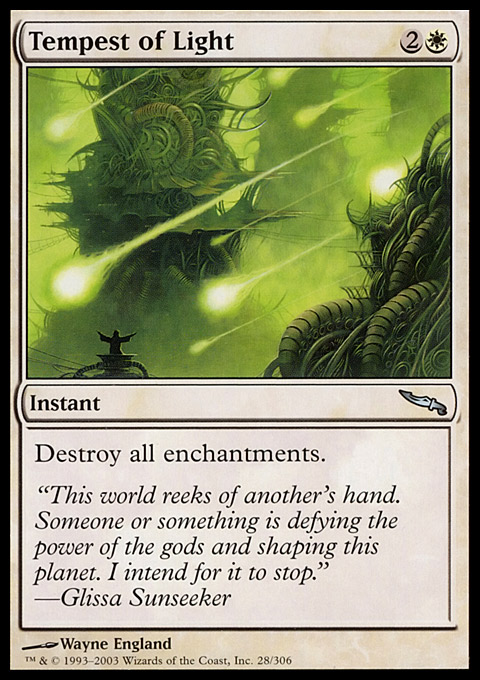 Tempest of Light 2
Instant
Destroy all enchantments.
“This world reeks of another’s hand.
Someone or something is defying the
power of the gods and shaping this
planet. I intend for it to stop.”
—Glissa Sunseeker
Wayne England
™ & © 1993–2003 Wizards of the Coast, Inc. 28/306